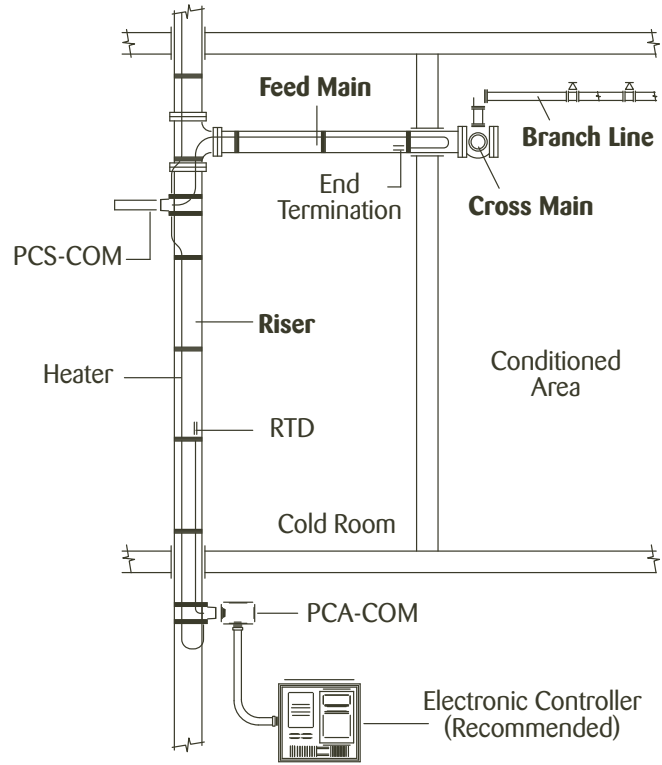 Feed Main
Branch Line
End
Termination
Cross Main
PCS-COM
Riser
Heater
Conditioned
Area
RTD
Cold Room
PCA-COM
Electronic Controller
(Recommended)